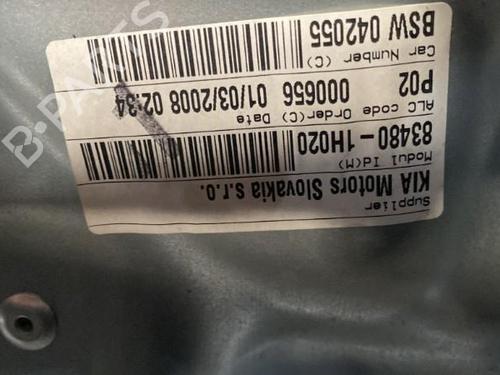 Supplier
KIA Motors Slovakia s.r.o.
Modul Id(M)
83480-1H020
ALC code Order(C) Date
P02 000656 01/03/2008 02:34
Car Number (C)
BSW 042055
B-PARTS